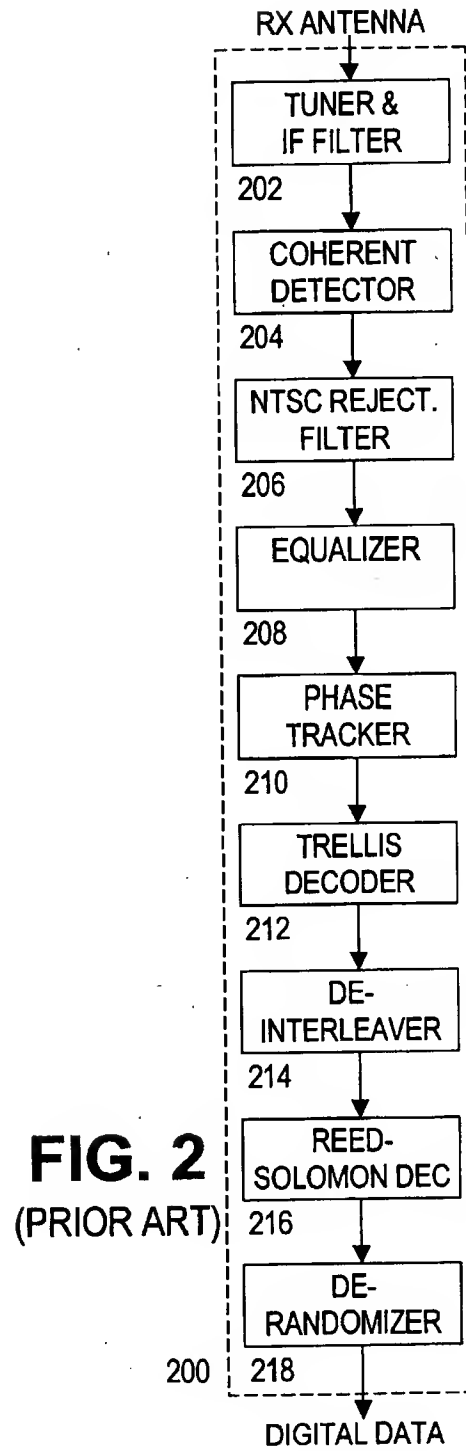 RX ANTENNA
TUNER &
IF FILTER
202
COHERENT
DETECTOR
204
NTSC REJECT.
FILTER
206
EQUALIZER
208
PHASE
TRACKER
210
TRELLIS
DECODER
212
DE-
INTERLEAVER
214
REED-
SOLOMON DEC
216
DE-
RANDOMIZER
218
200
DIGITAL DATA
FIG. 2
(PRIOR ART)